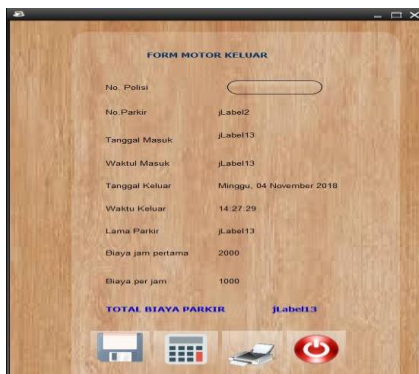 FORM MOTOR KELUAR
No. Polisi
No.Parkir jLabel2
Tanggal Masuk jLabel13
Waktul Masuk jLabel13
Tanggal Keluar Minggu, 04 November 2018
Waktu Keluar 14:27:29
Lama Parkir jLabel13
Biaya jam pertama 2000
Biaya per jam 1000
TOTAL BIAYA PARKIR jLabel13